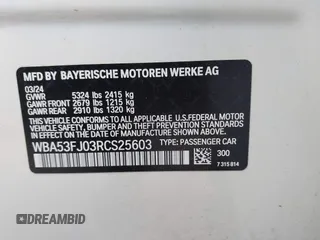 MFD BY BAYERISCHE MOTOREN WERKE AG
03/24
GVWR 5324 lbs 2415 kg
GAWR FRONT 2679 lbs 1215 kg
GAWR REAR 2910 lbs 1320 kg
THIS VEHICLE CONFORMS TO ALL APPLICABLE
U.S. FEDERAL MOTOR VEHICLE SAFETY, BUMPER,
AND THEFT PREVENTION STANDARDS IN EFFECT ON
THE DATE OF MANUFACTURE SHOWN ABOVE.
WBA53FJ03RCS25603 TYPE: PASSENGER CAR
300
7 315 814
DREAMBID